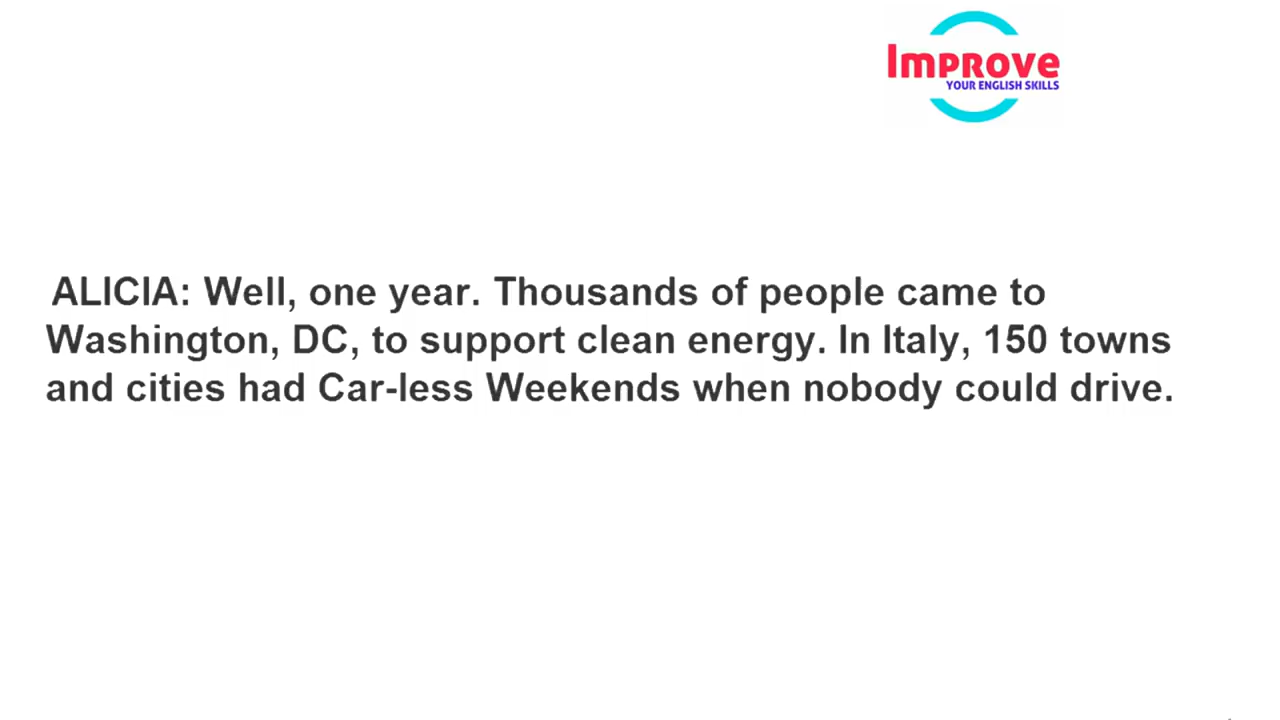 Improve
YOUR ENGLISH SKILLS
ALICIA: Well, one year. Thousands of people came to
Washington, DC, to support clean energy. In Italy, 150 towns
and cities had Car-less Weekends when nobody could drive.